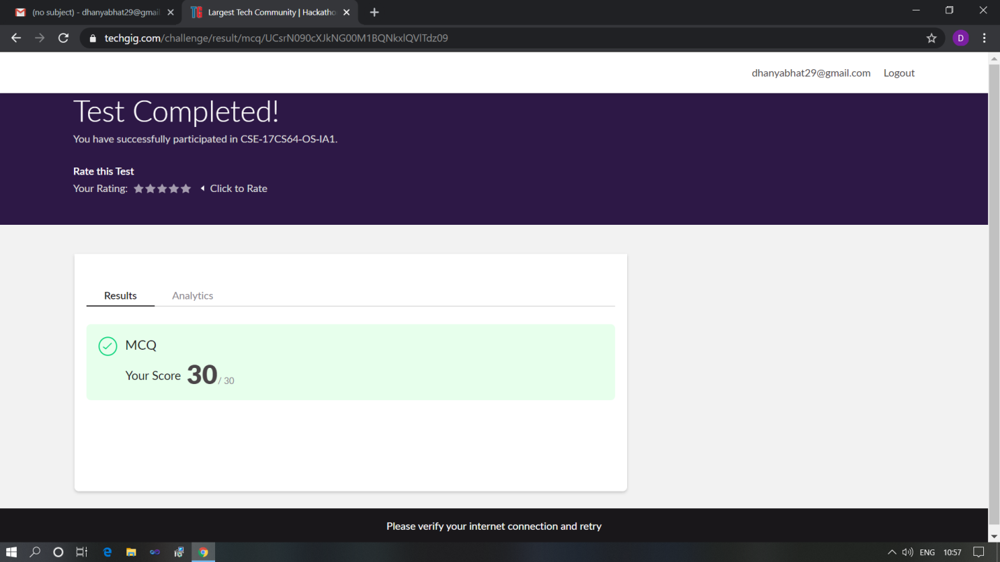 (no subject) - dhanyabhat29@gmail
Largest Tech Community | Hackatho
techgig.com/challenge/result/mcq/UCsrN090cXJkNG00M1BQNkxlQVlTdz09
D
dhanyabhat29@gmail.com Logout
Test Completed!
You have successfully participated in CSE-17CS64-OS-IA1.
Rate this Test
Your Rating: Click to Rate
Results Analytics
MCQ
Your Score 30 / 30
Please verify your internet connection and retry
ENG 10:57